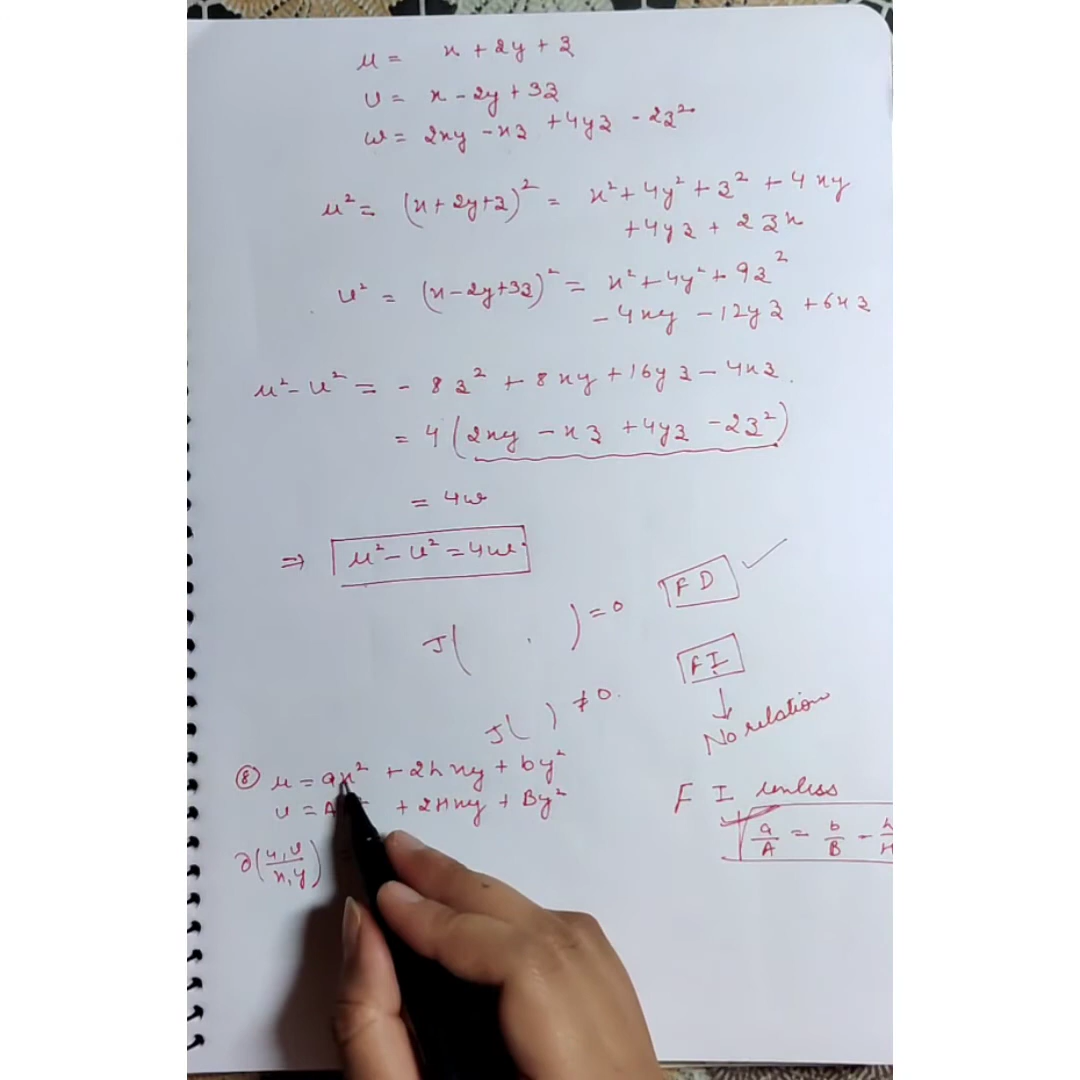 u = x + 2y + z
v = x - 2y + 3z
w = 2xy - xz + 4yz - 2z²
u² = (x + 2y + z)² = x² + 4y² + z² + 4xy
+ 4yz + 2zx
v² = (x - 2y + 3z)² = x² + 4y² + 9z²
- 4xy - 12yz + 6xz
u² - v² = - 8z² + 8xy + 16yz - 4xz.
= 4 (2xy - xz + 4yz - 2z²)
= 4w
⇒ u² - v² = 4w.
J( . ) = 0 FD ✓
FI
↓
J( ) ≠ 0. No relation
⑧ u = ax² + 2hxy + by²
v = A + 2Hxy + By²
FI unless
a/A = b/B - h/H
∂(u,v/x,y)